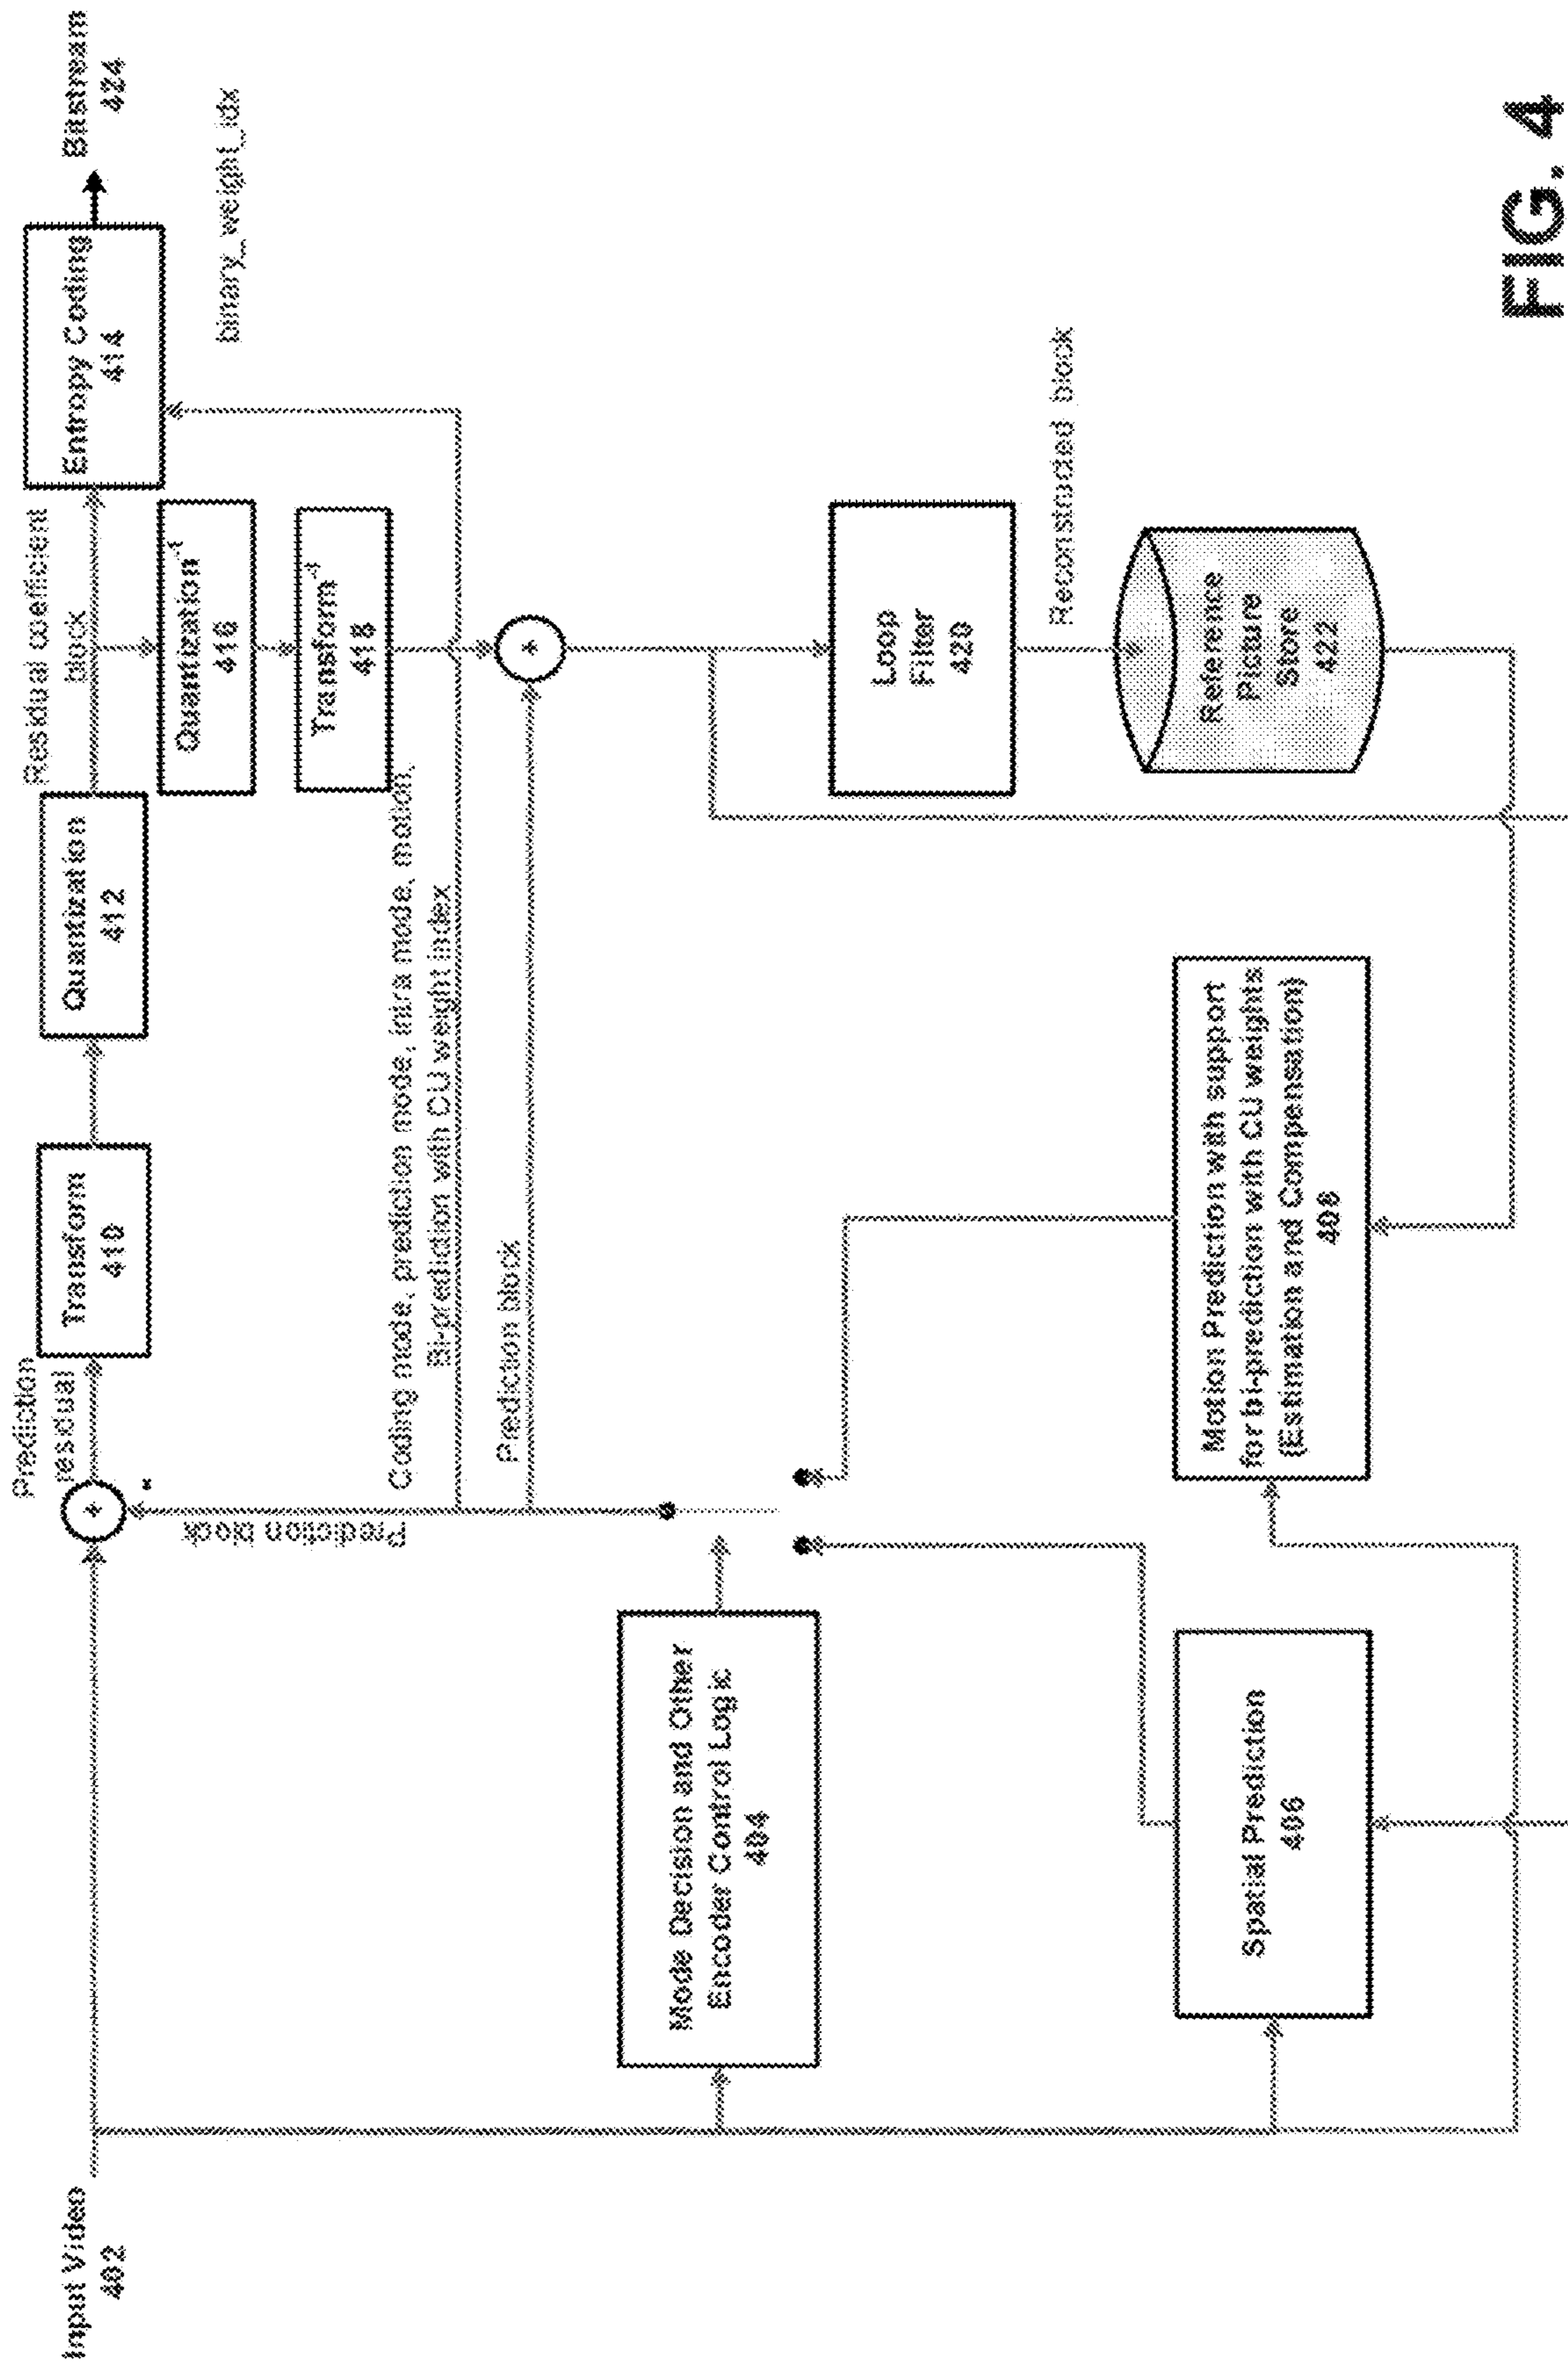 Input Video
402
Prediction
residual
Transform
410
Quantization
412
Residual coefficient
block
Entropy Coding
414
Bitstream
424
binary_weight_idx
Quantization-1
416
Transform-1
418
Prediction block
Coding mode, prediction mode, intra mode, motion,
Bi-prediction with CU weight index
Prediction block
+
+
Mode Decision and Other
Encoder Control Logic
404
Loop
Filter
420
Reconstructed block
Reference
Picture
Store
422
Spatial Prediction
406
Motion Prediction with support
for bi-prediction with CU weights
(Estimation and Compensation)
408
FIG. 4